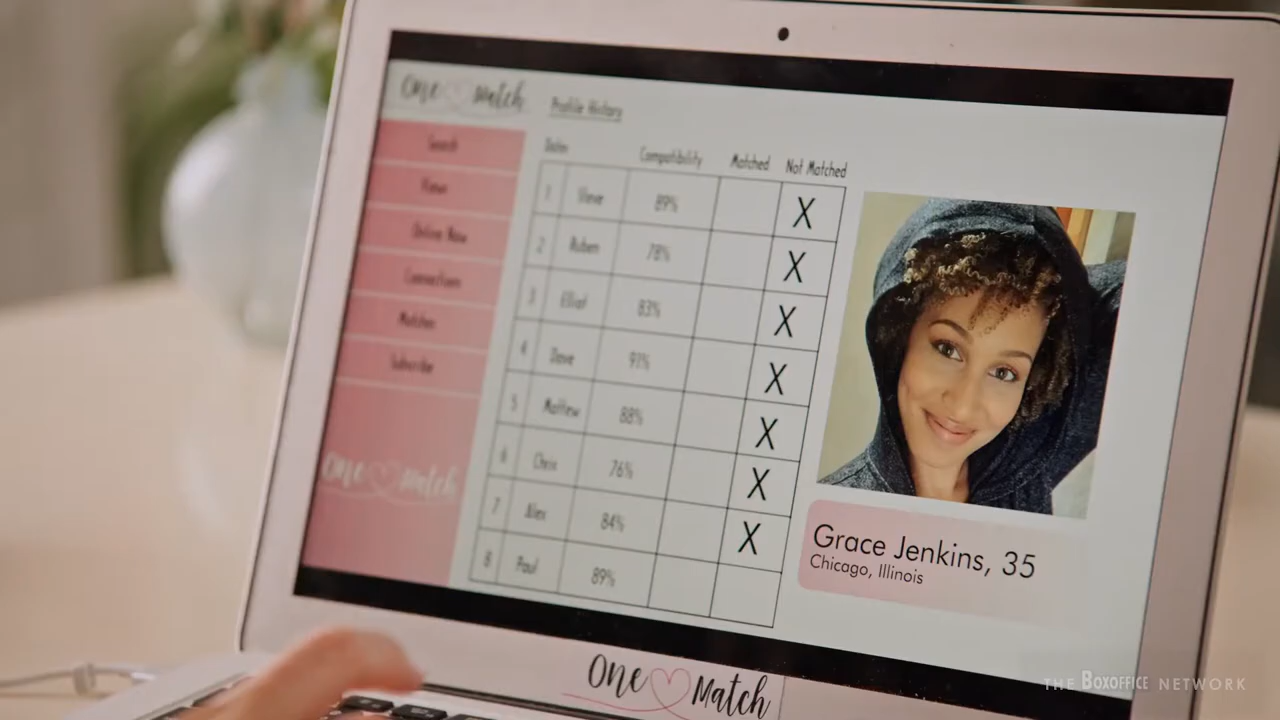 One Match
Profile History
Search
Views
Online Now
Connections
Matches
Subscribe
One Match
Dates Compatibility Matched Not Matched
1 Steve 89% X
2 Ruben 78% X
3 Elliot 83% X
4 Dave 91% X
5 Mathew 88% X
6 Chris 76% X
7 Alex 84% X
8 Paul 89%
Grace Jenkins, 35
Chicago, Illinois
One Match
THE BOXOFFICE NETWORK